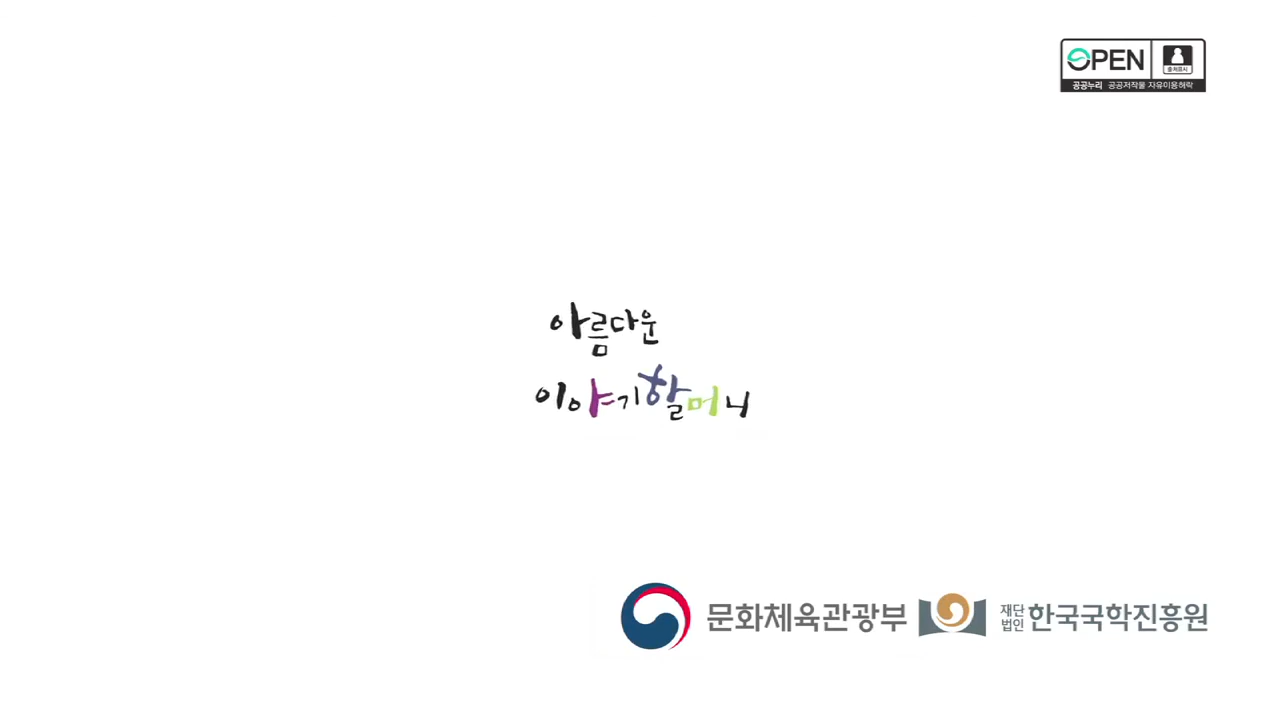 OPEN
출처표시
공공누리 공공저작물 자유이용허락
아름다운
이야기할머니
문화체육관광부
재단
법인 한국국학진흥원